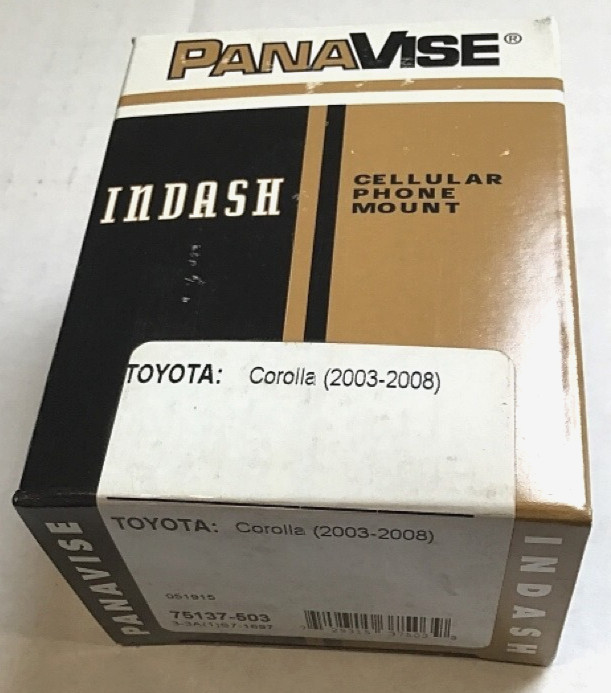 PANAVISE®
INDASH
CELLULAR
PHONE
MOUNT
TOYOTA: Corolla (2003-2008)
TOYOTA: Corolla (2003-2008)
051915
75137-503
PANAVISE
INDASH